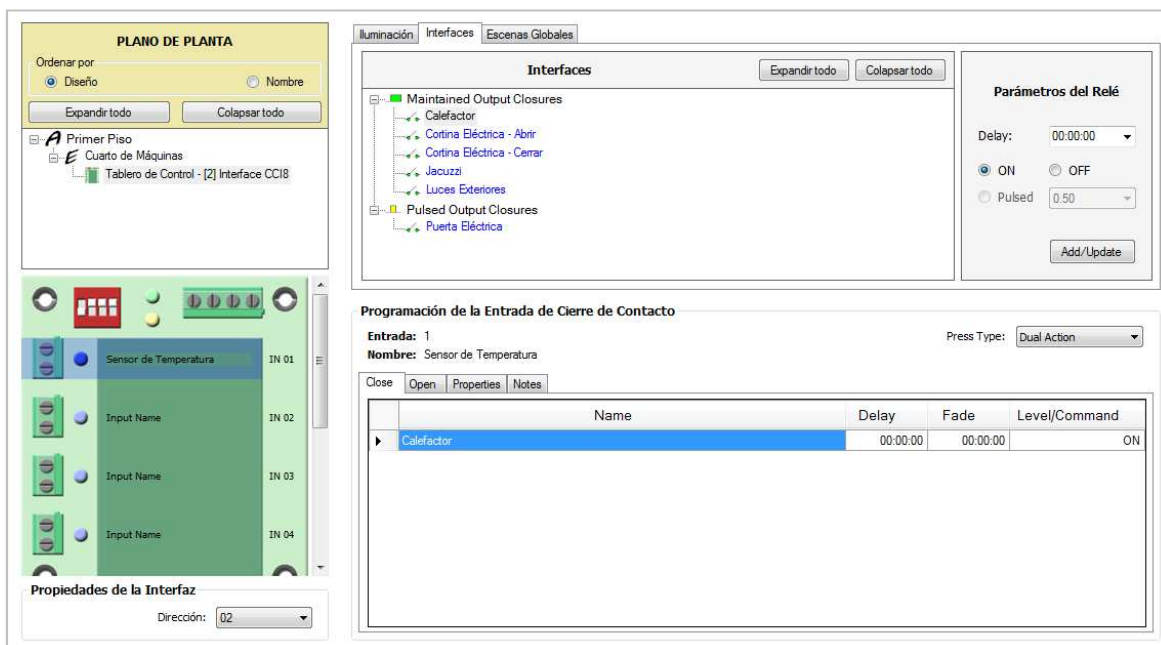 PLANO DE PLANTA
Ordenar por
Diseño Nombre
Expandir todo Colapsar todo
A Primer Piso
E Cuarto de Máquinas
Tablero de Control - [2] Interface CCI8
Sensor de Temperatura IN 01
Input Name IN 02
Input Name IN 03
Input Name IN 04
Propiedades de la Interfaz
Dirección: 02
Iluminación Interfaces Escenas Globales
Interfaces Expandir todo Colapsar todo
Maintained Output Closures
Calefactor
Cortina Eléctrica - Abrir
Cortina Eléctrica - Cerrar
Jacuzzi
Luces Exteriores
Pulsed Output Closures
Puerta Eléctrica
Parámetros del Relé
Delay: 00:00:00
ON OFF
Pulsed 0.50
Add/Update
Programación de la Entrada de Cierre de Contacto
Entrada: 1
Nombre: Sensor de Temperatura
Press Type: Dual Action
Close Open Properties Notes
Name Delay Fade Level/Command
Calefactor 00:00:00 00:00:00 ON